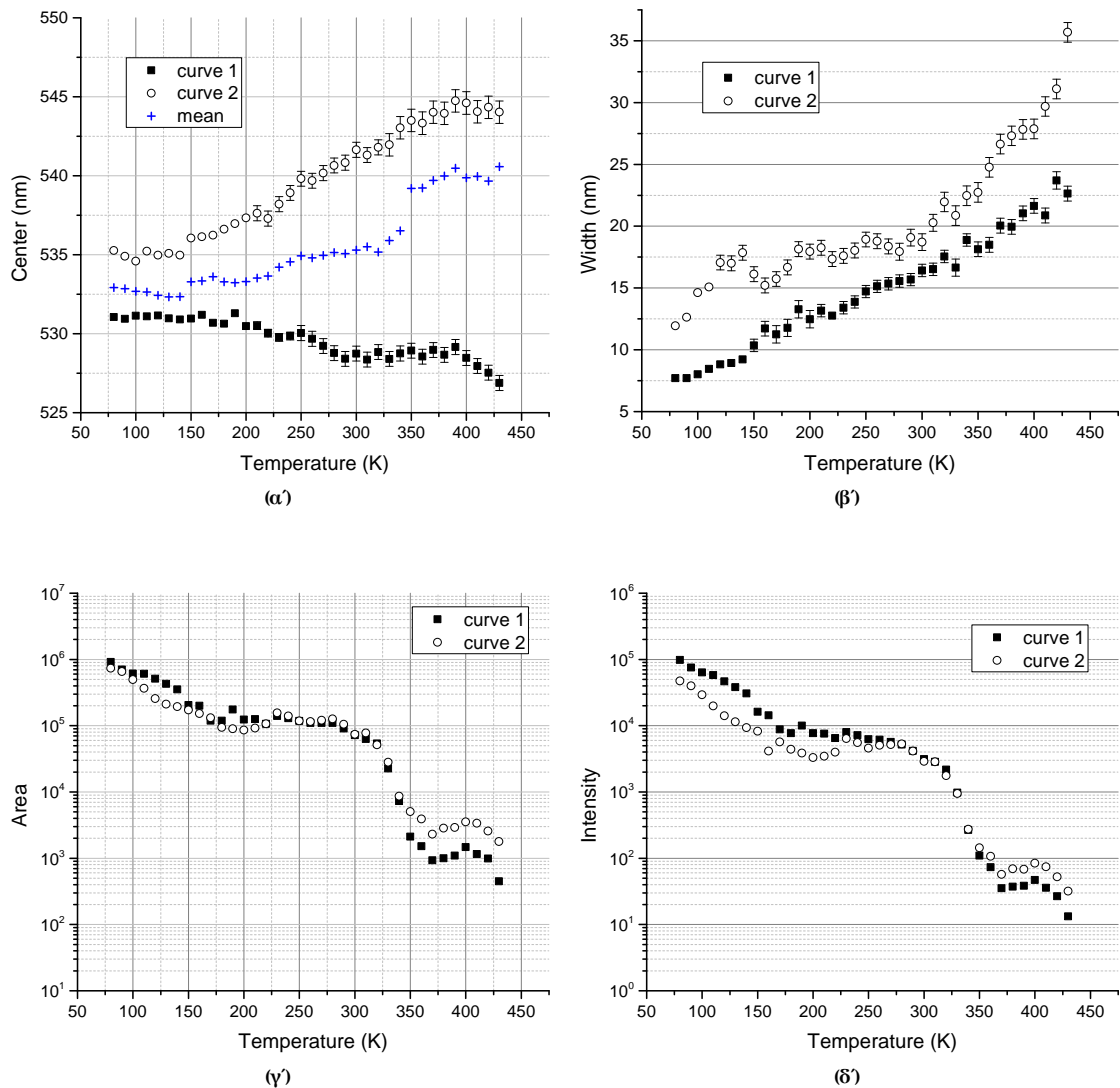 550
545
540
535
530
525
Center (nm)
curve 1
curve 2
mean
50 100 150 200 250 300 350 400 450
Temperature (K)
(α΄)
35
30
25
20
15
10
5
Width (nm)
curve 1
curve 2
50 100 150 200 250 300 350 400 450
Temperature (K)
(β΄)
10⁷
10⁶
10⁵
10⁴
10³
10²
10¹
Area
curve 1
curve 2
50 100 150 200 250 300 350 400 450
Temperature (K)
(γ΄)
10⁶
10⁵
10⁴
10³
10²
10¹
10⁰
Intensity
curve 1
curve 2
50 100 150 200 250 300 350 400 450
Temperature (K)
(δ΄)